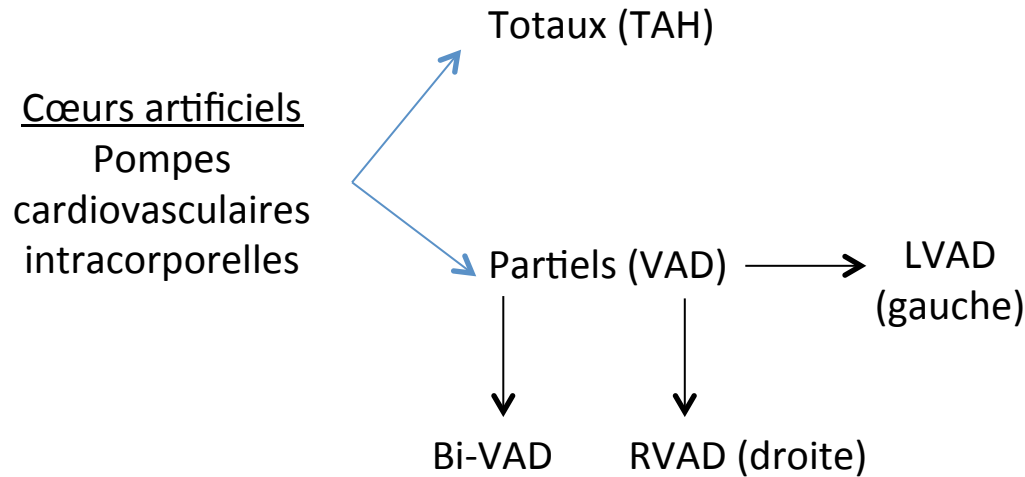 Totaux (TAH)
Cœurs artificiels
Pompes
cardiovasculaires
intracorporelles
Partiels (VAD)
LVAD
(gauche)
Bi-VAD
RVAD (droite)